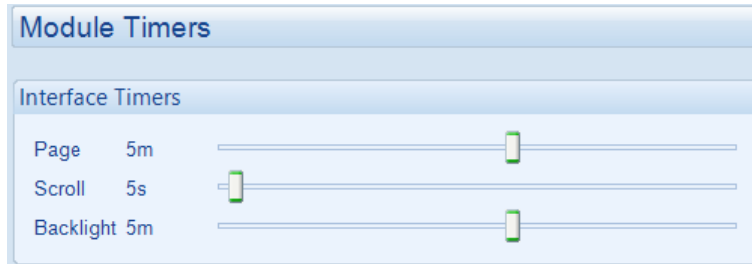 Module Timers
Interface Timers
Page 5m
Scroll 5s
Backlight 5m